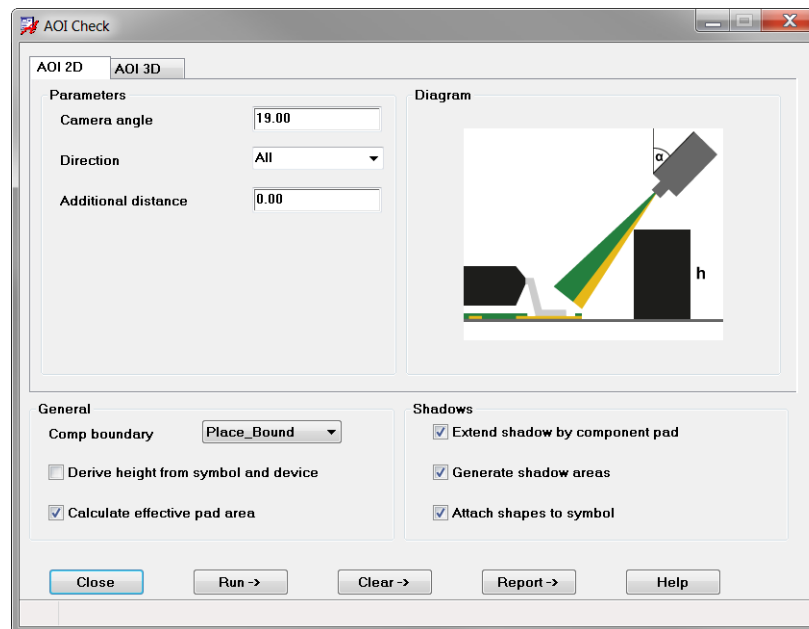 AOI Check
AOI 2D AOI 3D
Parameters
Camera angle 19.00
Direction All
Additional distance 0.00
Diagram
α
h
General
Comp boundary Place_Bound
Derive height from symbol and device
Calculate effective pad area
Shadows
Extend shadow by component pad
Generate shadow areas
Attach shapes to symbol
Close Run -> Clear -> Report -> Help